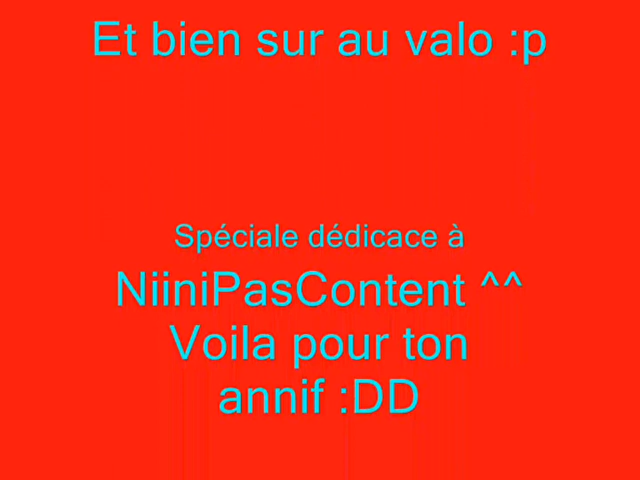 Et bien sur au valo :p
Spéciale dédicace à
NiiniPasContent ^^
Voila pour ton
annif :DD